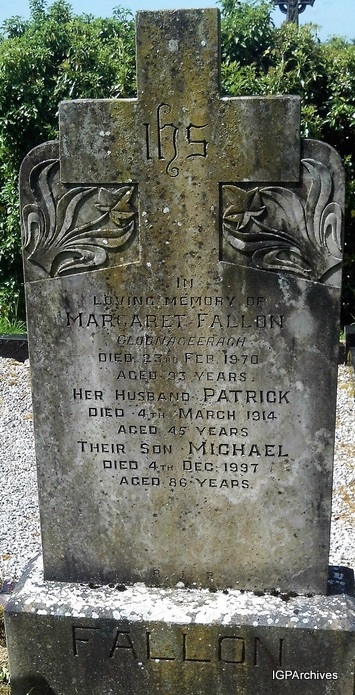 ihs
IN
LOVING MEMORY OF
MARGARET FALLON
CLOONAGEERAGH
DIED 23RD FEB. 1970
AGED 93 YEARS.
HER HUSBAND PATRICK
DIED 4TH MARCH 1914
AGED 45 YEARS
THEIR SON MICHAEL
DIED 4TH DEC. 1997
AGED 86 YEARS.
FALLON
IGPArchives